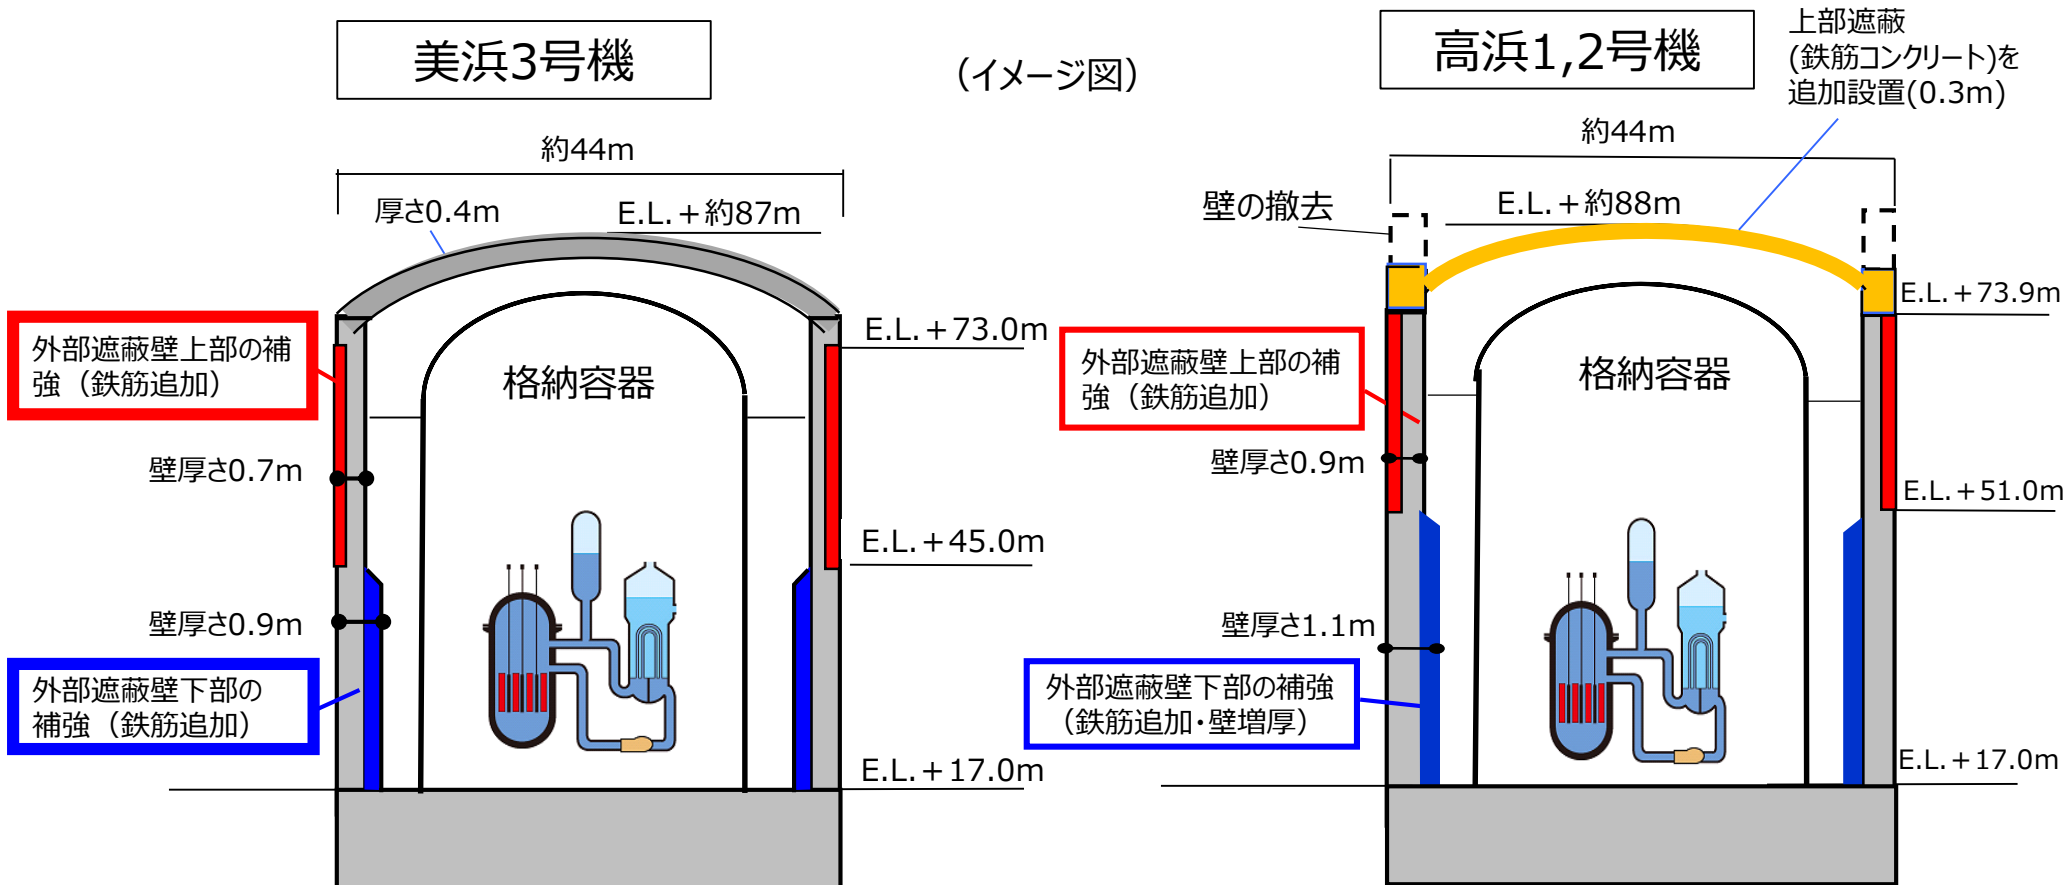 美浜3号機
(イメージ図)
高浜1,2号機
上部遮蔽
(鉄筋コンクリート)を
追加設置(0.3m)
約44m
厚さ0.4m
E.L.+約87m
外部遮蔽壁上部の補
強(鉄筋追加)
格納容器
E.L.+73.0m
壁厚さ0.7m
E.L.+45.0m
壁厚さ0.9m
外部遮蔽壁下部の
補強(鉄筋追加)
E.L.+17.0m
約44m
壁の撤去
E.L.+約88m
E.L.+73.9m
外部遮蔽壁上部の補
強(鉄筋追加)
格納容器
壁厚さ0.9m
E.L.+51.0m
壁厚さ1.1m
外部遮蔽壁下部の補強
(鉄筋追加・壁増厚)
E.L.+17.0m